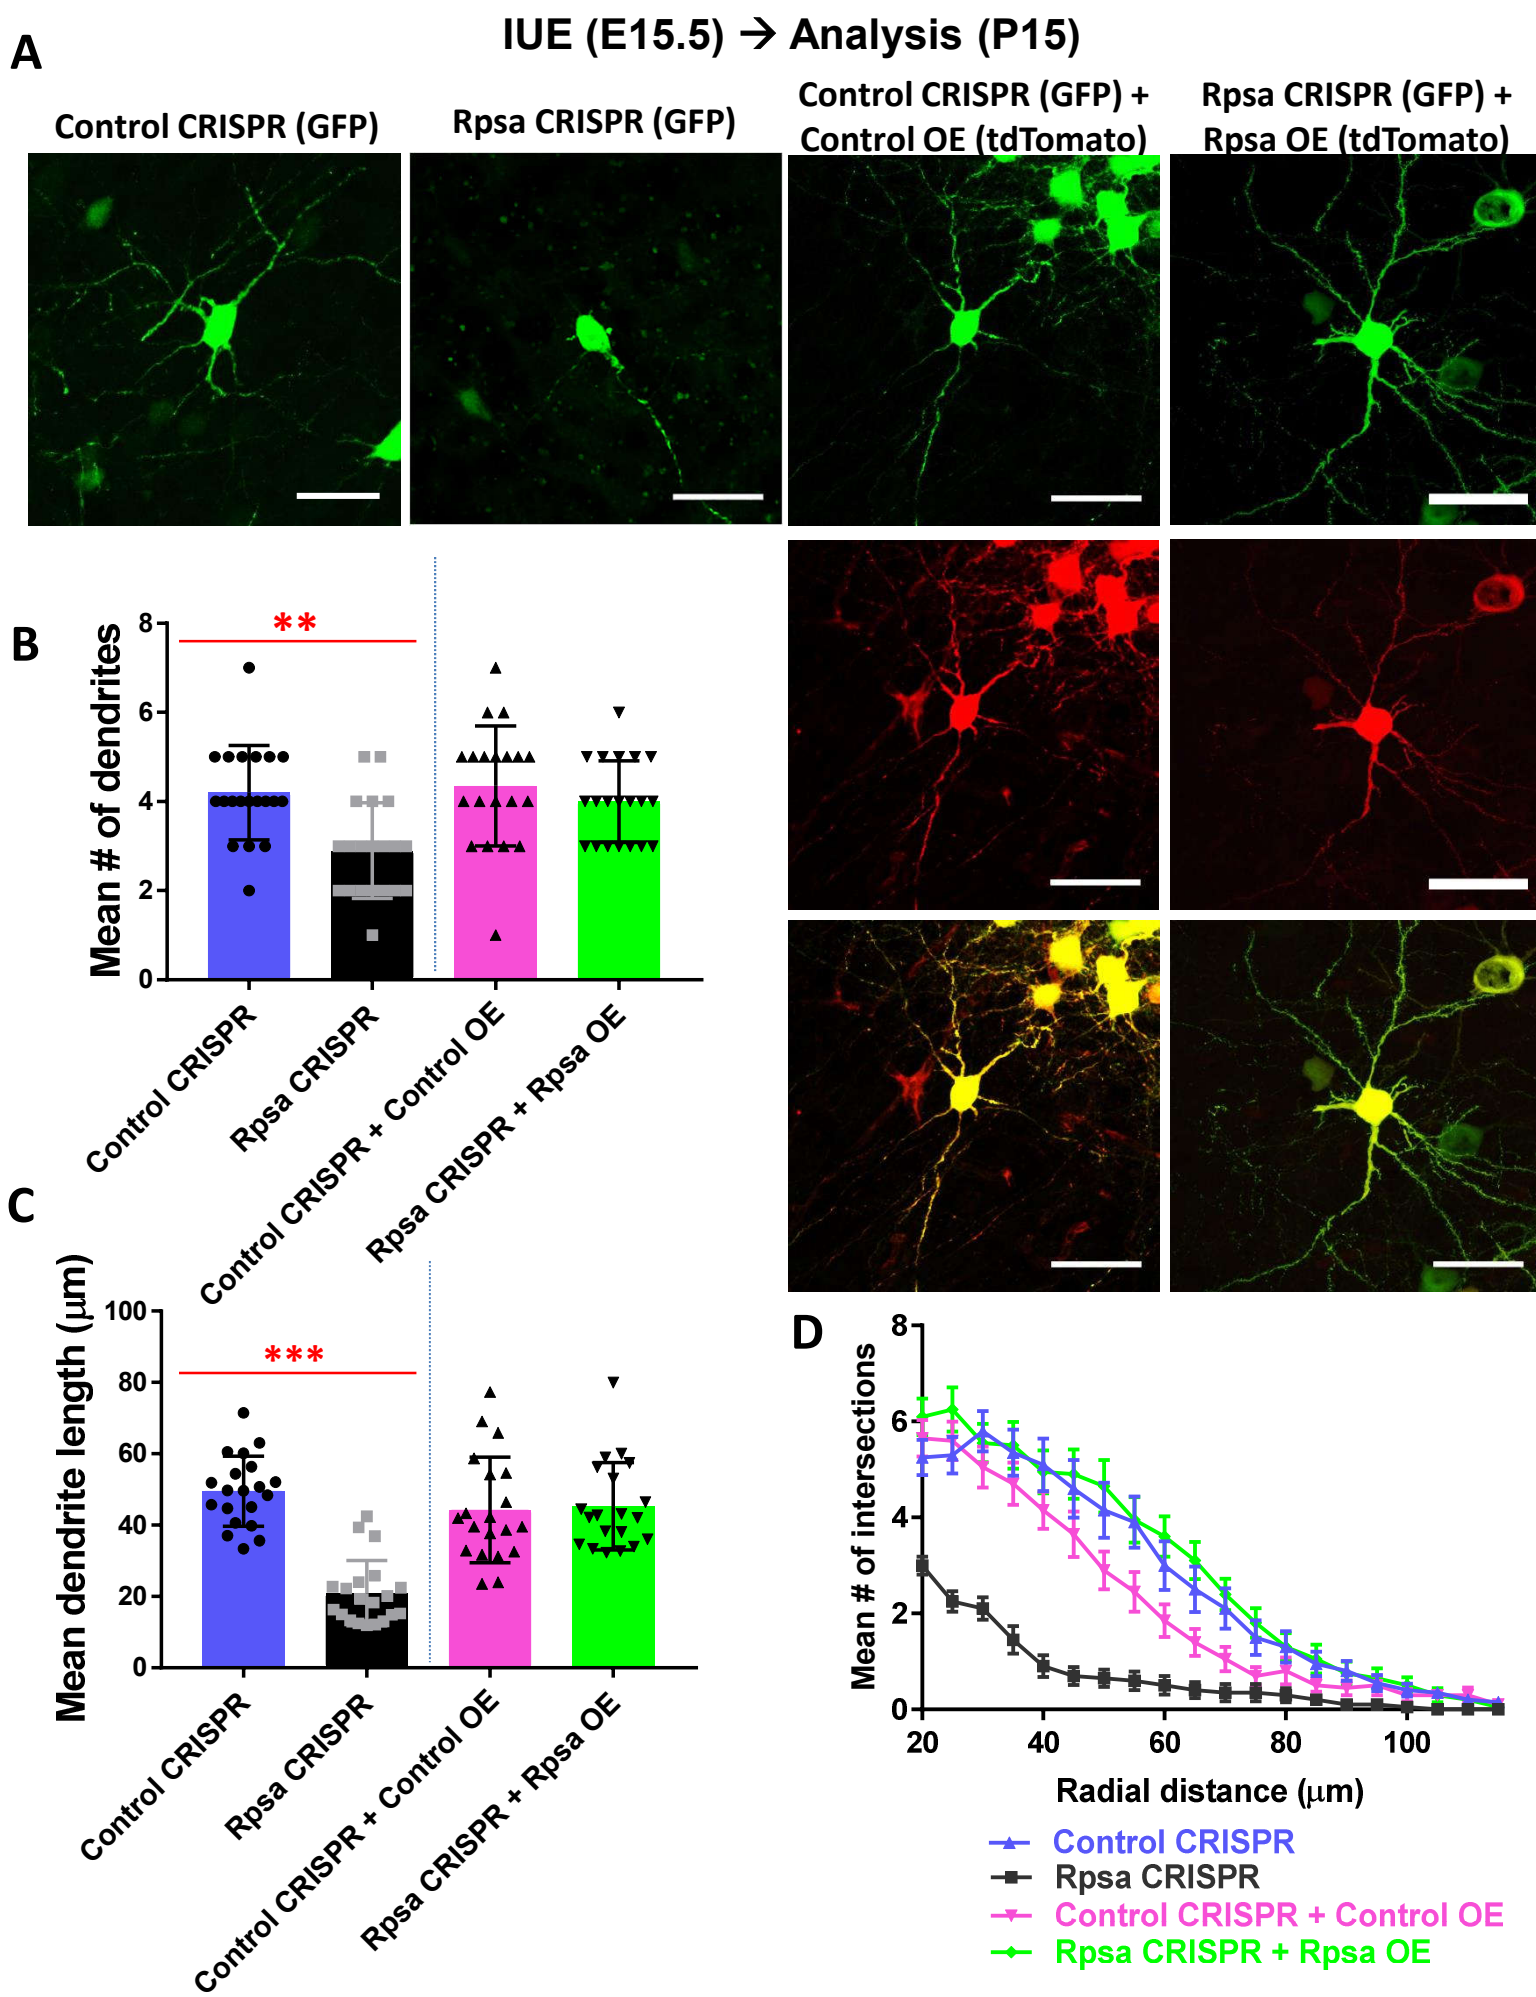 IUE (E15.5) → Analysis (P15)
A
Control CRISPR (GFP)
Rpsa CRISPR (GFP)
Control CRISPR (GFP) +
Control OE (tdTomato)
Rpsa CRISPR (GFP) +
Rpsa OE (tdTomato)
B
Mean # of dendrites
8
6
4
2
0
**
Control CRISPR
Rpsa CRISPR
Control CRISPR + Control OE
Rpsa CRISPR + Rpsa OE
C
Mean dendrite length (μm)
100
80
60
40
20
0
***
Control CRISPR
Rpsa CRISPR
Control CRISPR + Control OE
Rpsa CRISPR + Rpsa OE
D
Mean # of intersections
8
6
4
2
0
20 40 60 80 100
Radial distance (μm)
Control CRISPR
Rpsa CRISPR
Control CRISPR + Control OE
Rpsa CRISPR + Rpsa OE